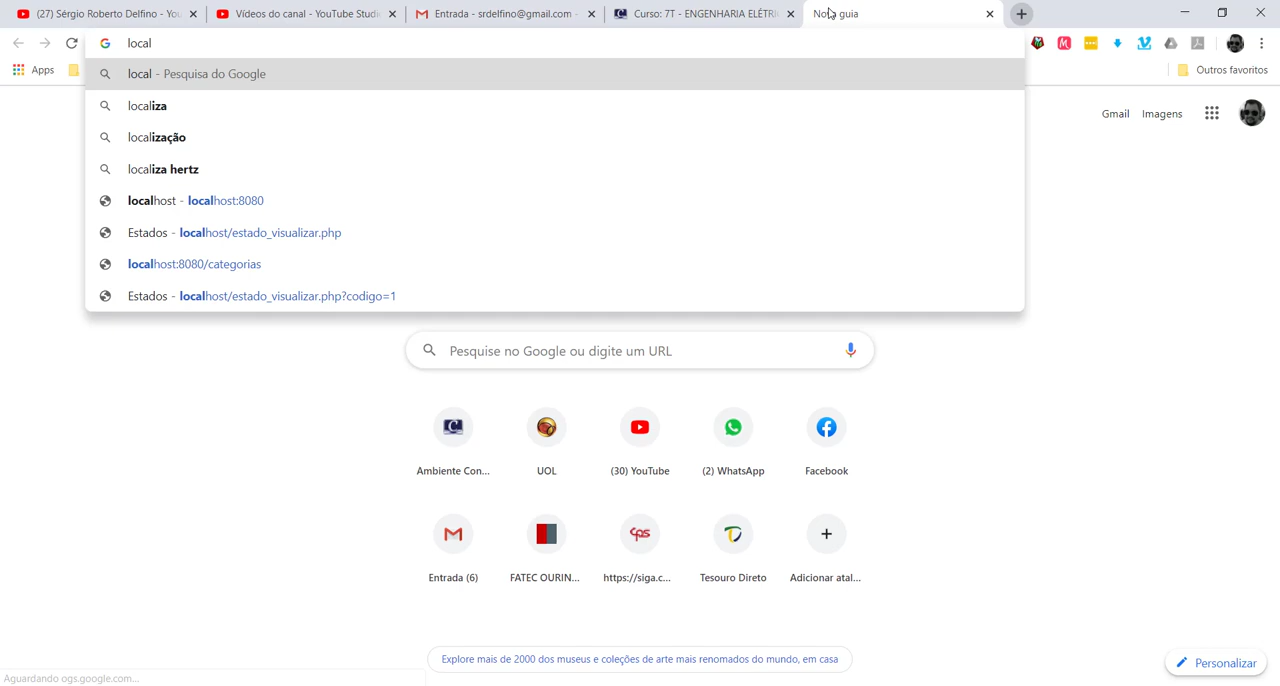 (27) Sérgio Roberto Delfino - You
Vídeos do canal - YouTube Studio
Entrada - srdelfino@gmail.com -
Curso: 7T - ENGENHARIA ELÉTRI
Nova guia
local
Apps
Outros favoritos
local - Pesquisa do Google
localiza
localização
localiza hertz
localhost - localhost:8080
Estados - localhost/estado_visualizar.php
localhost:8080/categorias
Estados - localhost/estado_visualizar.php?codigo=1
Gmail Imagens
Pesquise no Google ou digite um URL
Ambiente Con...
UOL
(30) YouTube
(2) WhatsApp
Facebook
Entrada (6)
FATEC OURIN...
https://siga.c...
Tesouro Direto
Adicionar atal...
Explore mais de 2000 dos museus e coleções de arte mais renomados do mundo, em casa
Personalizar
Aguardando ogs.google.com...